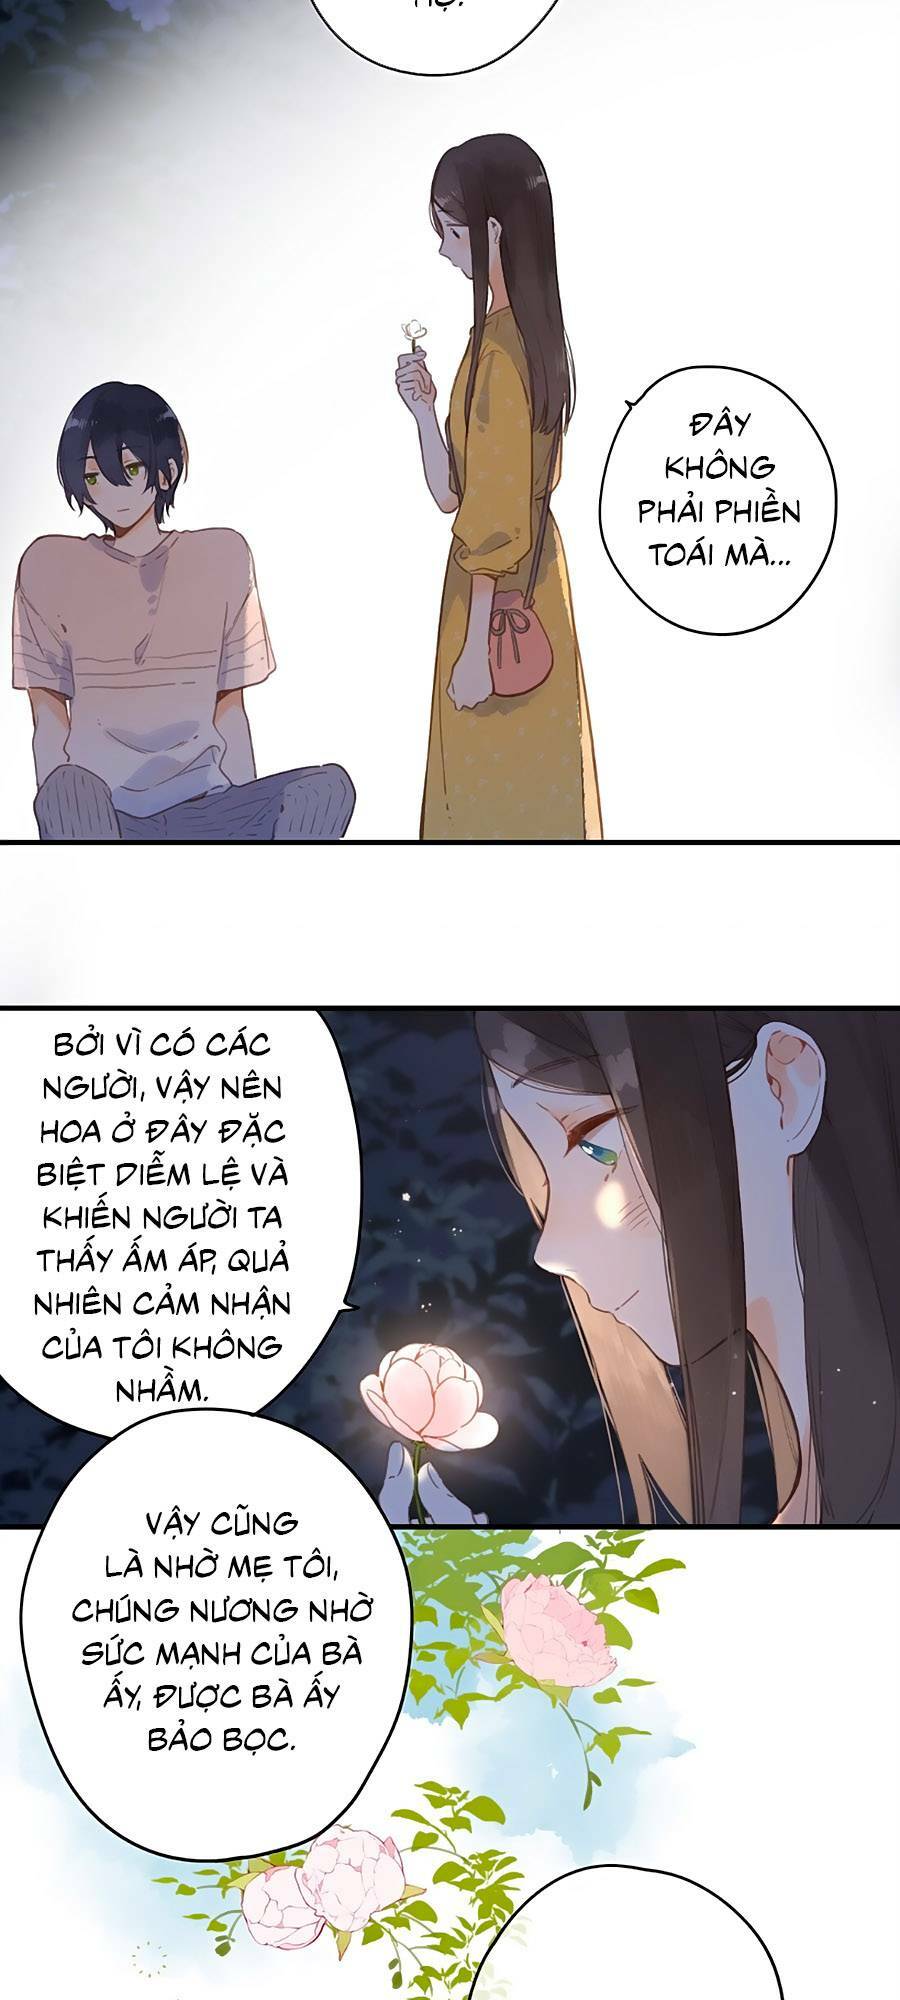 ĐÂY
KHÔNG
PHẢI PHIỀN
TOÁI MÀ...
BỞI VÌ CÓ CÁC
NGƯỜI, VẬY NÊN
HOA Ở ĐÂY ĐẶC
BIỆT DIỄM LỆ VÀ
KHIẾN NGƯỜI TA
THẤY ẤM ÁP, QUẢ
NHIÊN CẢM NHẬN
CỦA TÔI KHÔNG
NHẦM.
VẬY CŨNG
LÀ NHỜ MẸ TÔI,
CHÚNG NƯƠNG NHỜ
SỨC MẠNH CỦA BÀ
ẤY, ĐƯỢC BÀ ẤY
BẢO BỌC.